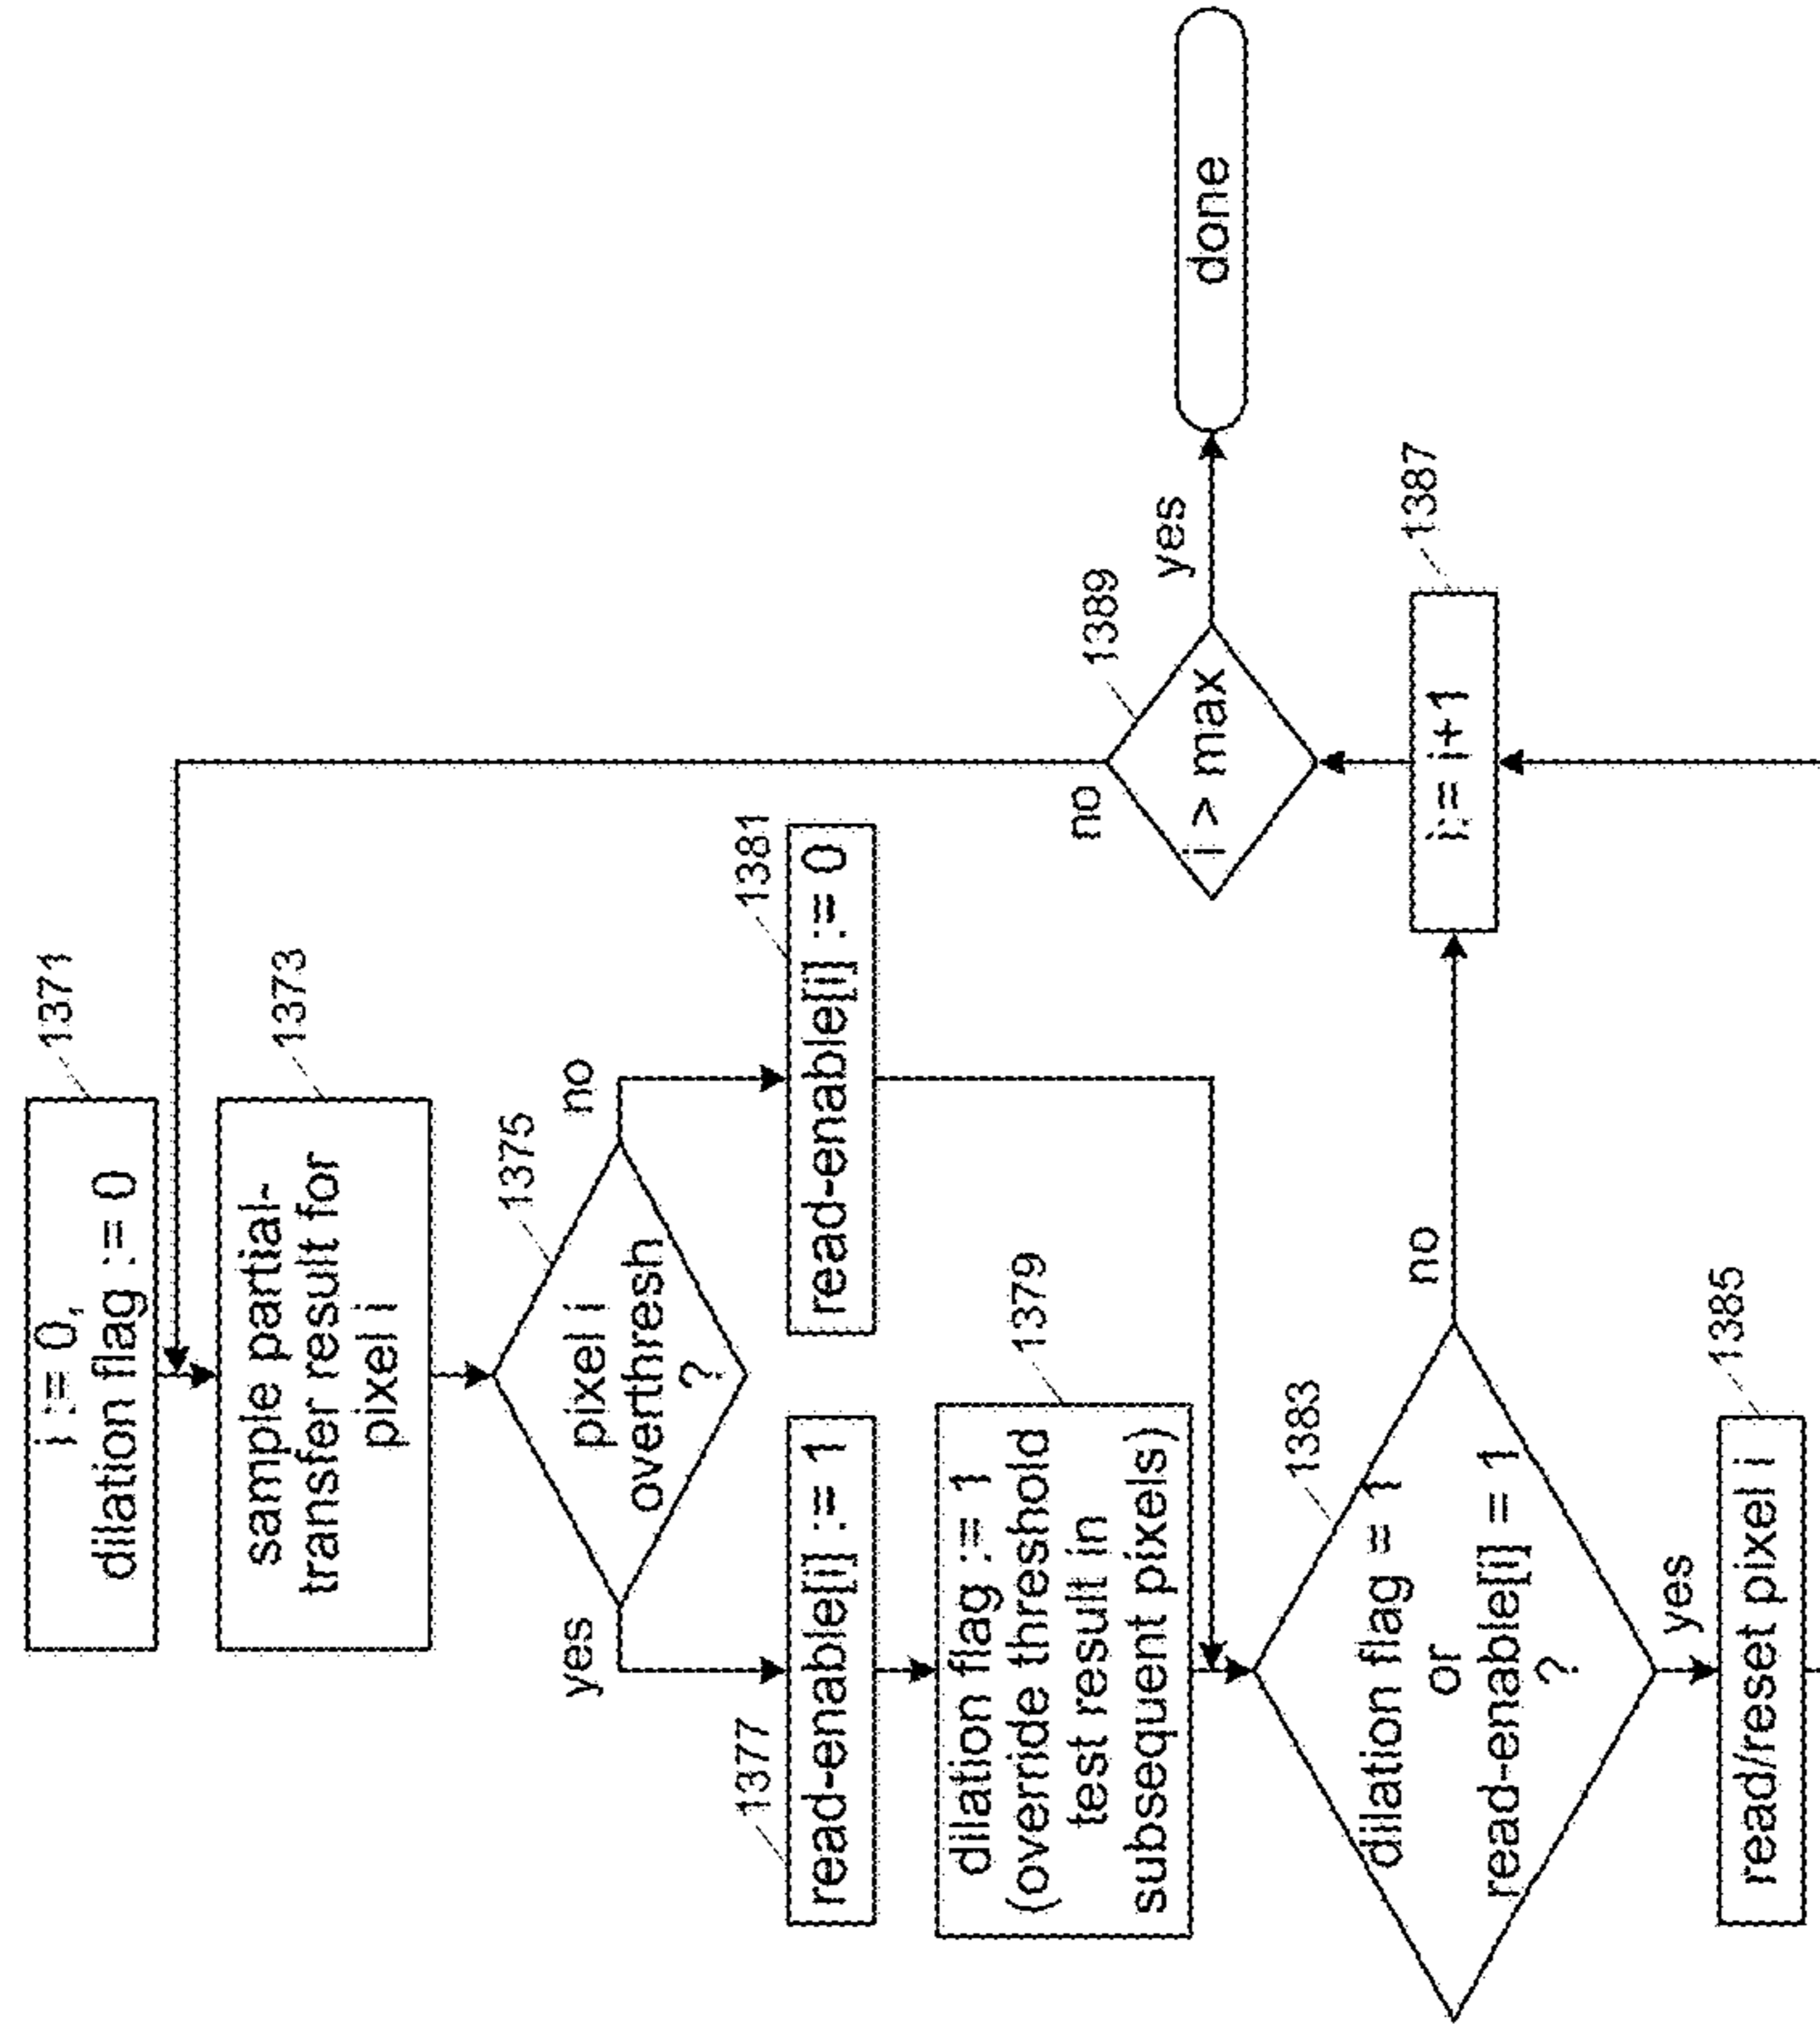 i := 0,
dilation flag := 0
1371
sample partial-
transfer result for
pixel i
1373
pixel i
overthresh
?
1375
yes
no
1377
read-enable[i] := 1
read-enable[i] := 0
1381
dilation flag := 1
(override threshold
test result in
subsequent pixels)
1379
dilation flag = 1
or
read-enable[i] = 1
?
1383
no
yes
read/reset pixel i
1385
i:= i+1
1387
i > max
1389
no
yes
done